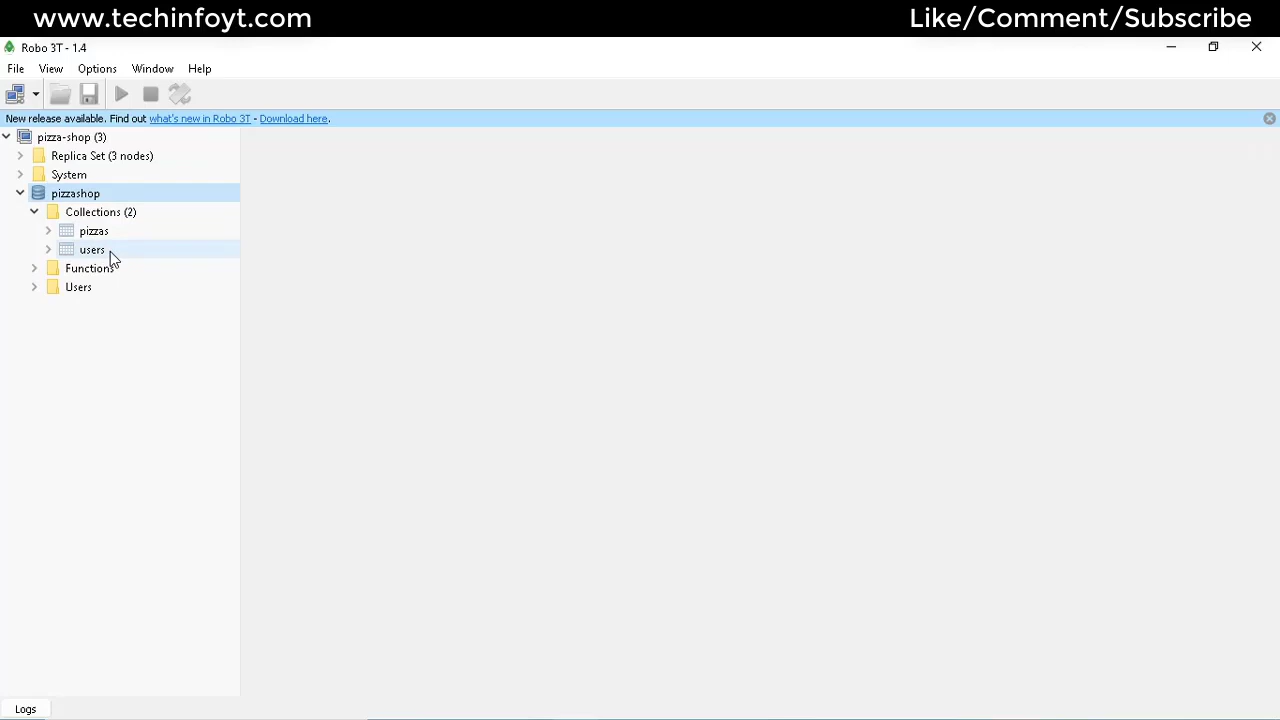 www.techinfoyt.com
Like/Comment/Subscribe
Robo 3T - 1.4
File View Options Window Help
New release available. Find out what's new in Robo 3T - Download here.
pizza-shop (3)
Replica Set (3 nodes)
System
pizzashop
Collections (2)
pizzas
users
Functions
Users
Logs